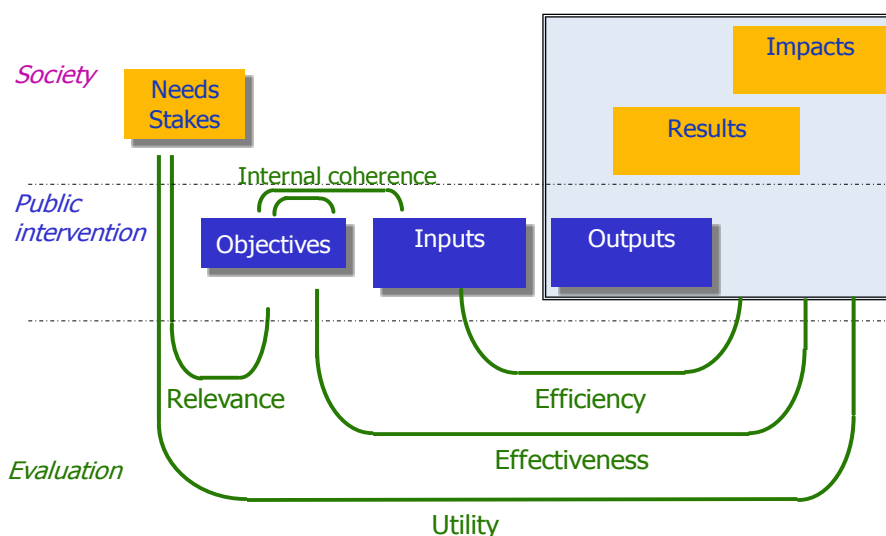 Impacts
Society
Needs
Stakes
Results
Internal coherence
Public
intervention
Objectives
Inputs
Outputs
Relevance
Efficiency
Effectiveness
Evaluation
Utility